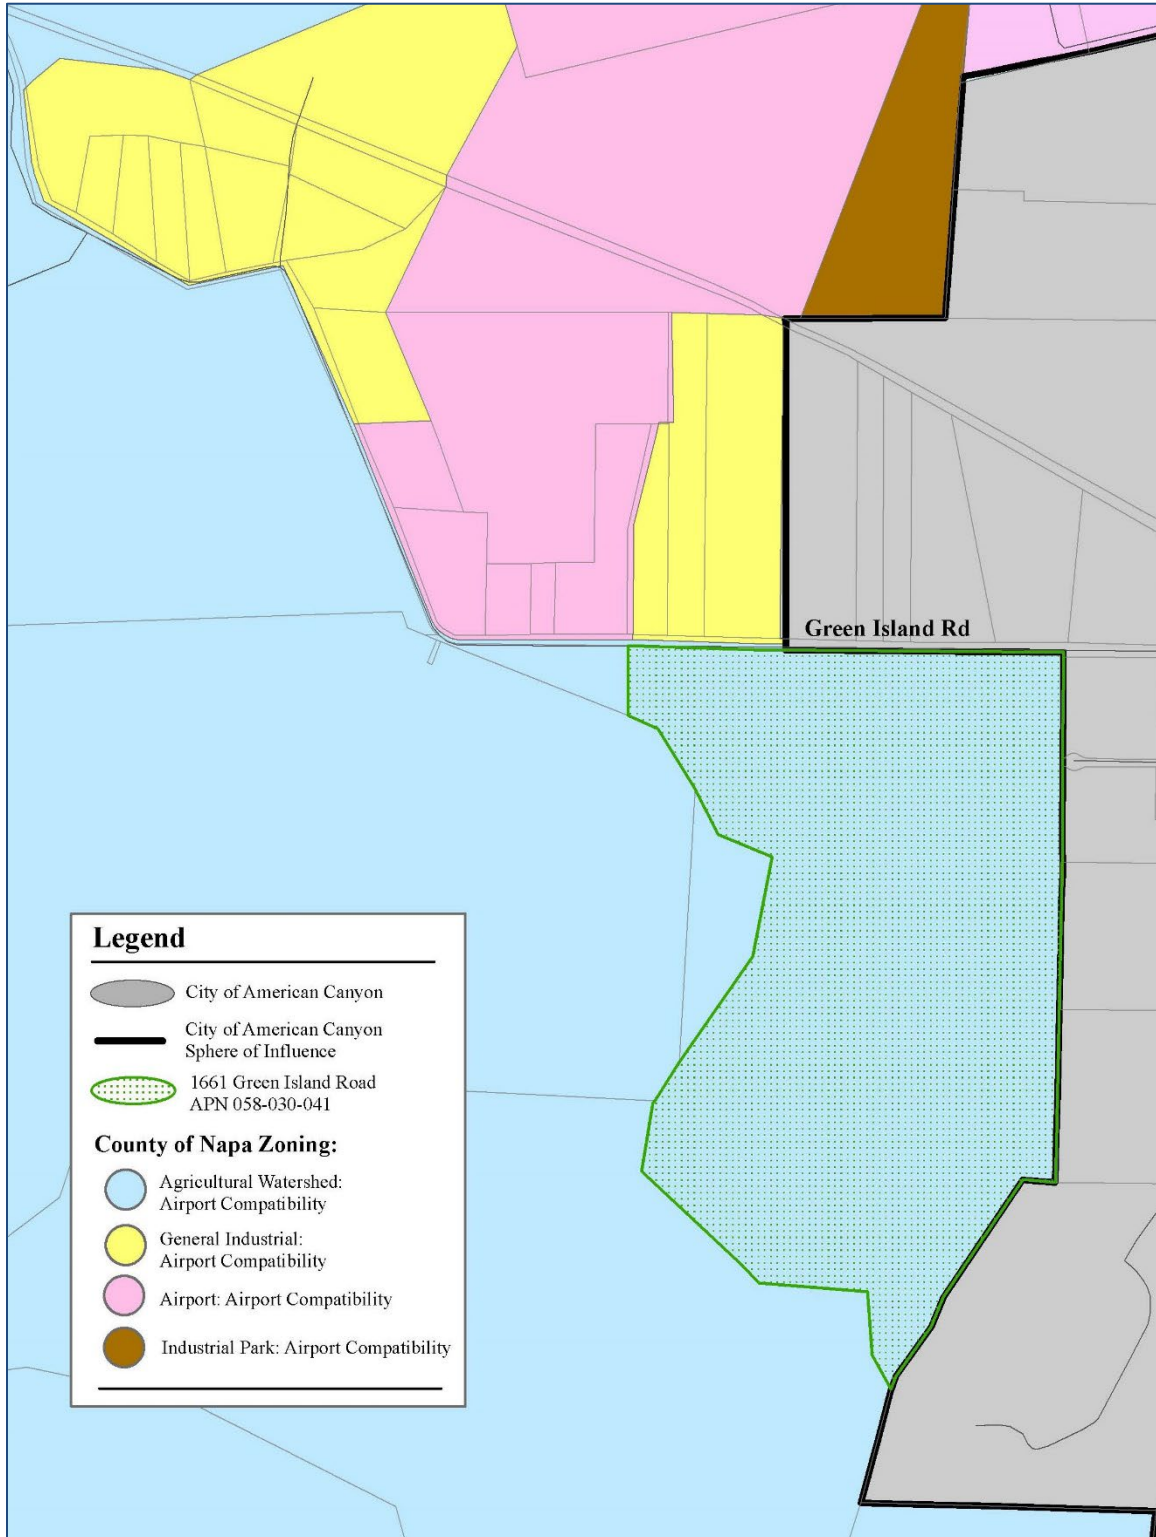 Green Island Rd
Legend
City of American Canyon
City of American Canyon
Sphere of Influence
1661 Green Island Road
APN 058-030-041
County of Napa Zoning:
Agricultural Watershed:
Airport Compatibility
General Industrial:
Airport Compatibility
Airport: Airport Compatibility
Industrial Park: Airport Compatibility